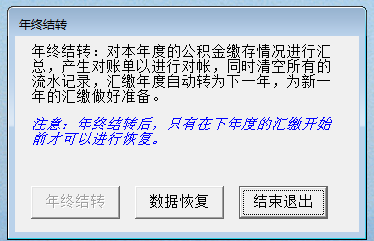 年终结转
年终结转：对本年度的公积金缴存情况进行汇
总，产生对账单以进行对帐，同时清空所有的
流水记录，汇缴年度自动转为下一年，为新一
年的汇缴做好准备。
注意：年终结转后，只有在下年度的汇缴开始
前才可以进行恢复。
年终结转 数据恢复 结束退出